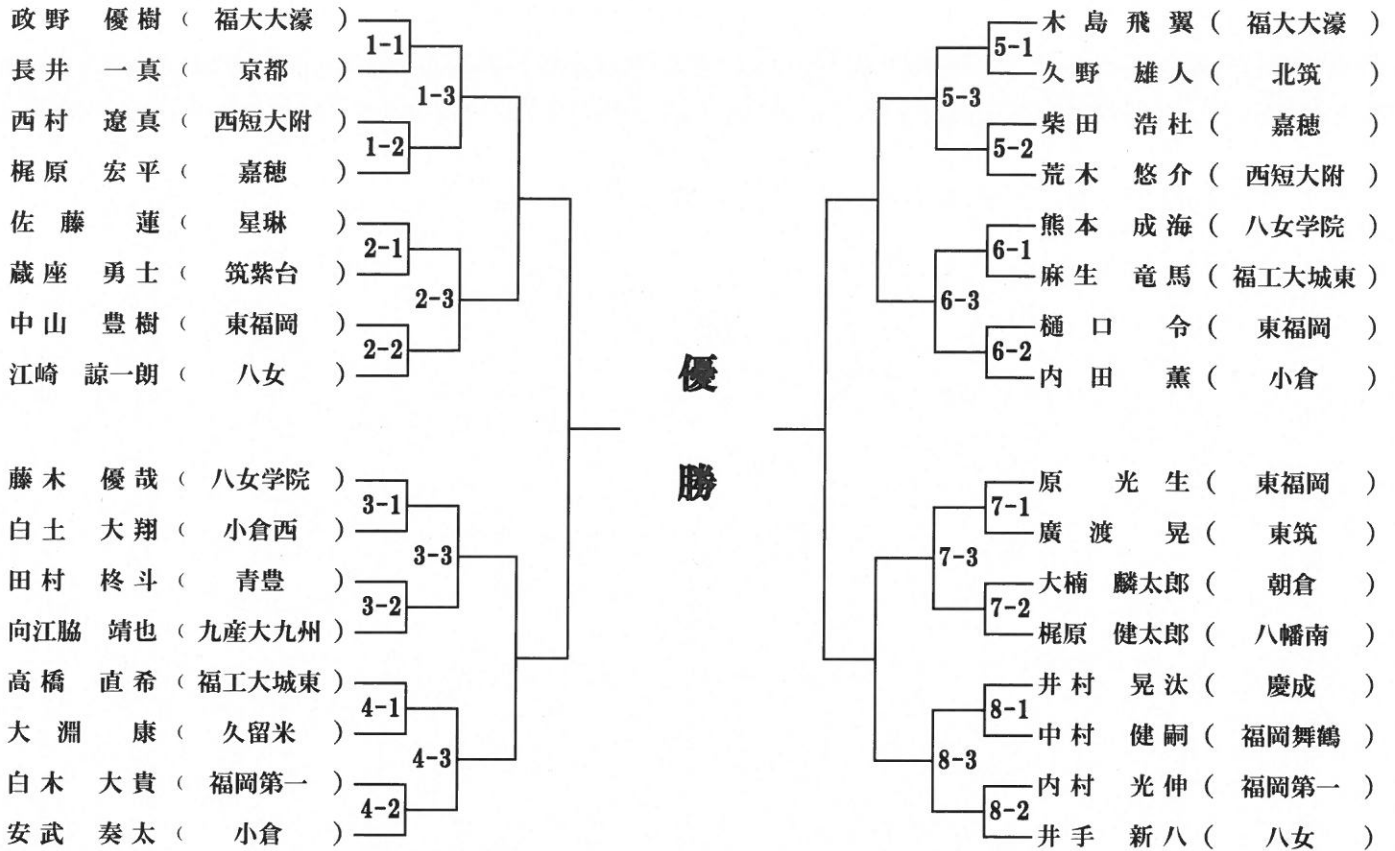 政野 優樹 （ 福大大濠 ）
長井 一真 （ 京都 ）
西村 遼真 （ 西短大附 ）
梶原 宏平 （ 嘉穂 ）
佐藤 蓮 （ 星琳 ）
蔵座 勇士 （ 筑紫台 ）
中山 豊樹 （ 東福岡 ）
江崎 諒一朗 （ 八女 ）
藤木 優哉 （ 八女学院 ）
白土 大翔 （ 小倉西 ）
田村 柊斗 （ 青豊 ）
向江脇 靖也 （ 九産大九州 ）
高橋 直希 （ 福工大城東 ）
大淵 康 （ 久留米 ）
白木 大貴 （ 福岡第一 ）
安武 奏太 （ 小倉 ）
1-1
1-2
1-3
2-1
2-2
2-3
3-1
3-2
3-3
4-1
4-2
4-3
優
勝
5-1
5-2
5-3
6-1
6-2
6-3
7-1
7-2
7-3
8-1
8-2
8-3
木島 飛翼 （ 福大大濠 ）
久野 雄人 （ 北筑 ）
柴田 浩杜 （ 嘉穂 ）
荒木 悠介 （ 西短大附 ）
熊本 成海 （ 八女学院 ）
麻生 竜馬 （ 福工大城東 ）
樋口 令 （ 東福岡 ）
内田 薫 （ 小倉 ）
原 光生 （ 東福岡 ）
廣渡 晃 （ 東筑 ）
大楠 麟太郎 （ 朝倉 ）
梶原 健太郎 （ 八幡南 ）
井村 晃汰 （ 慶成 ）
中村 健嗣 （ 福岡舞鶴 ）
内村 光伸 （ 福岡第一 ）
井手 新八 （ 八女 ）